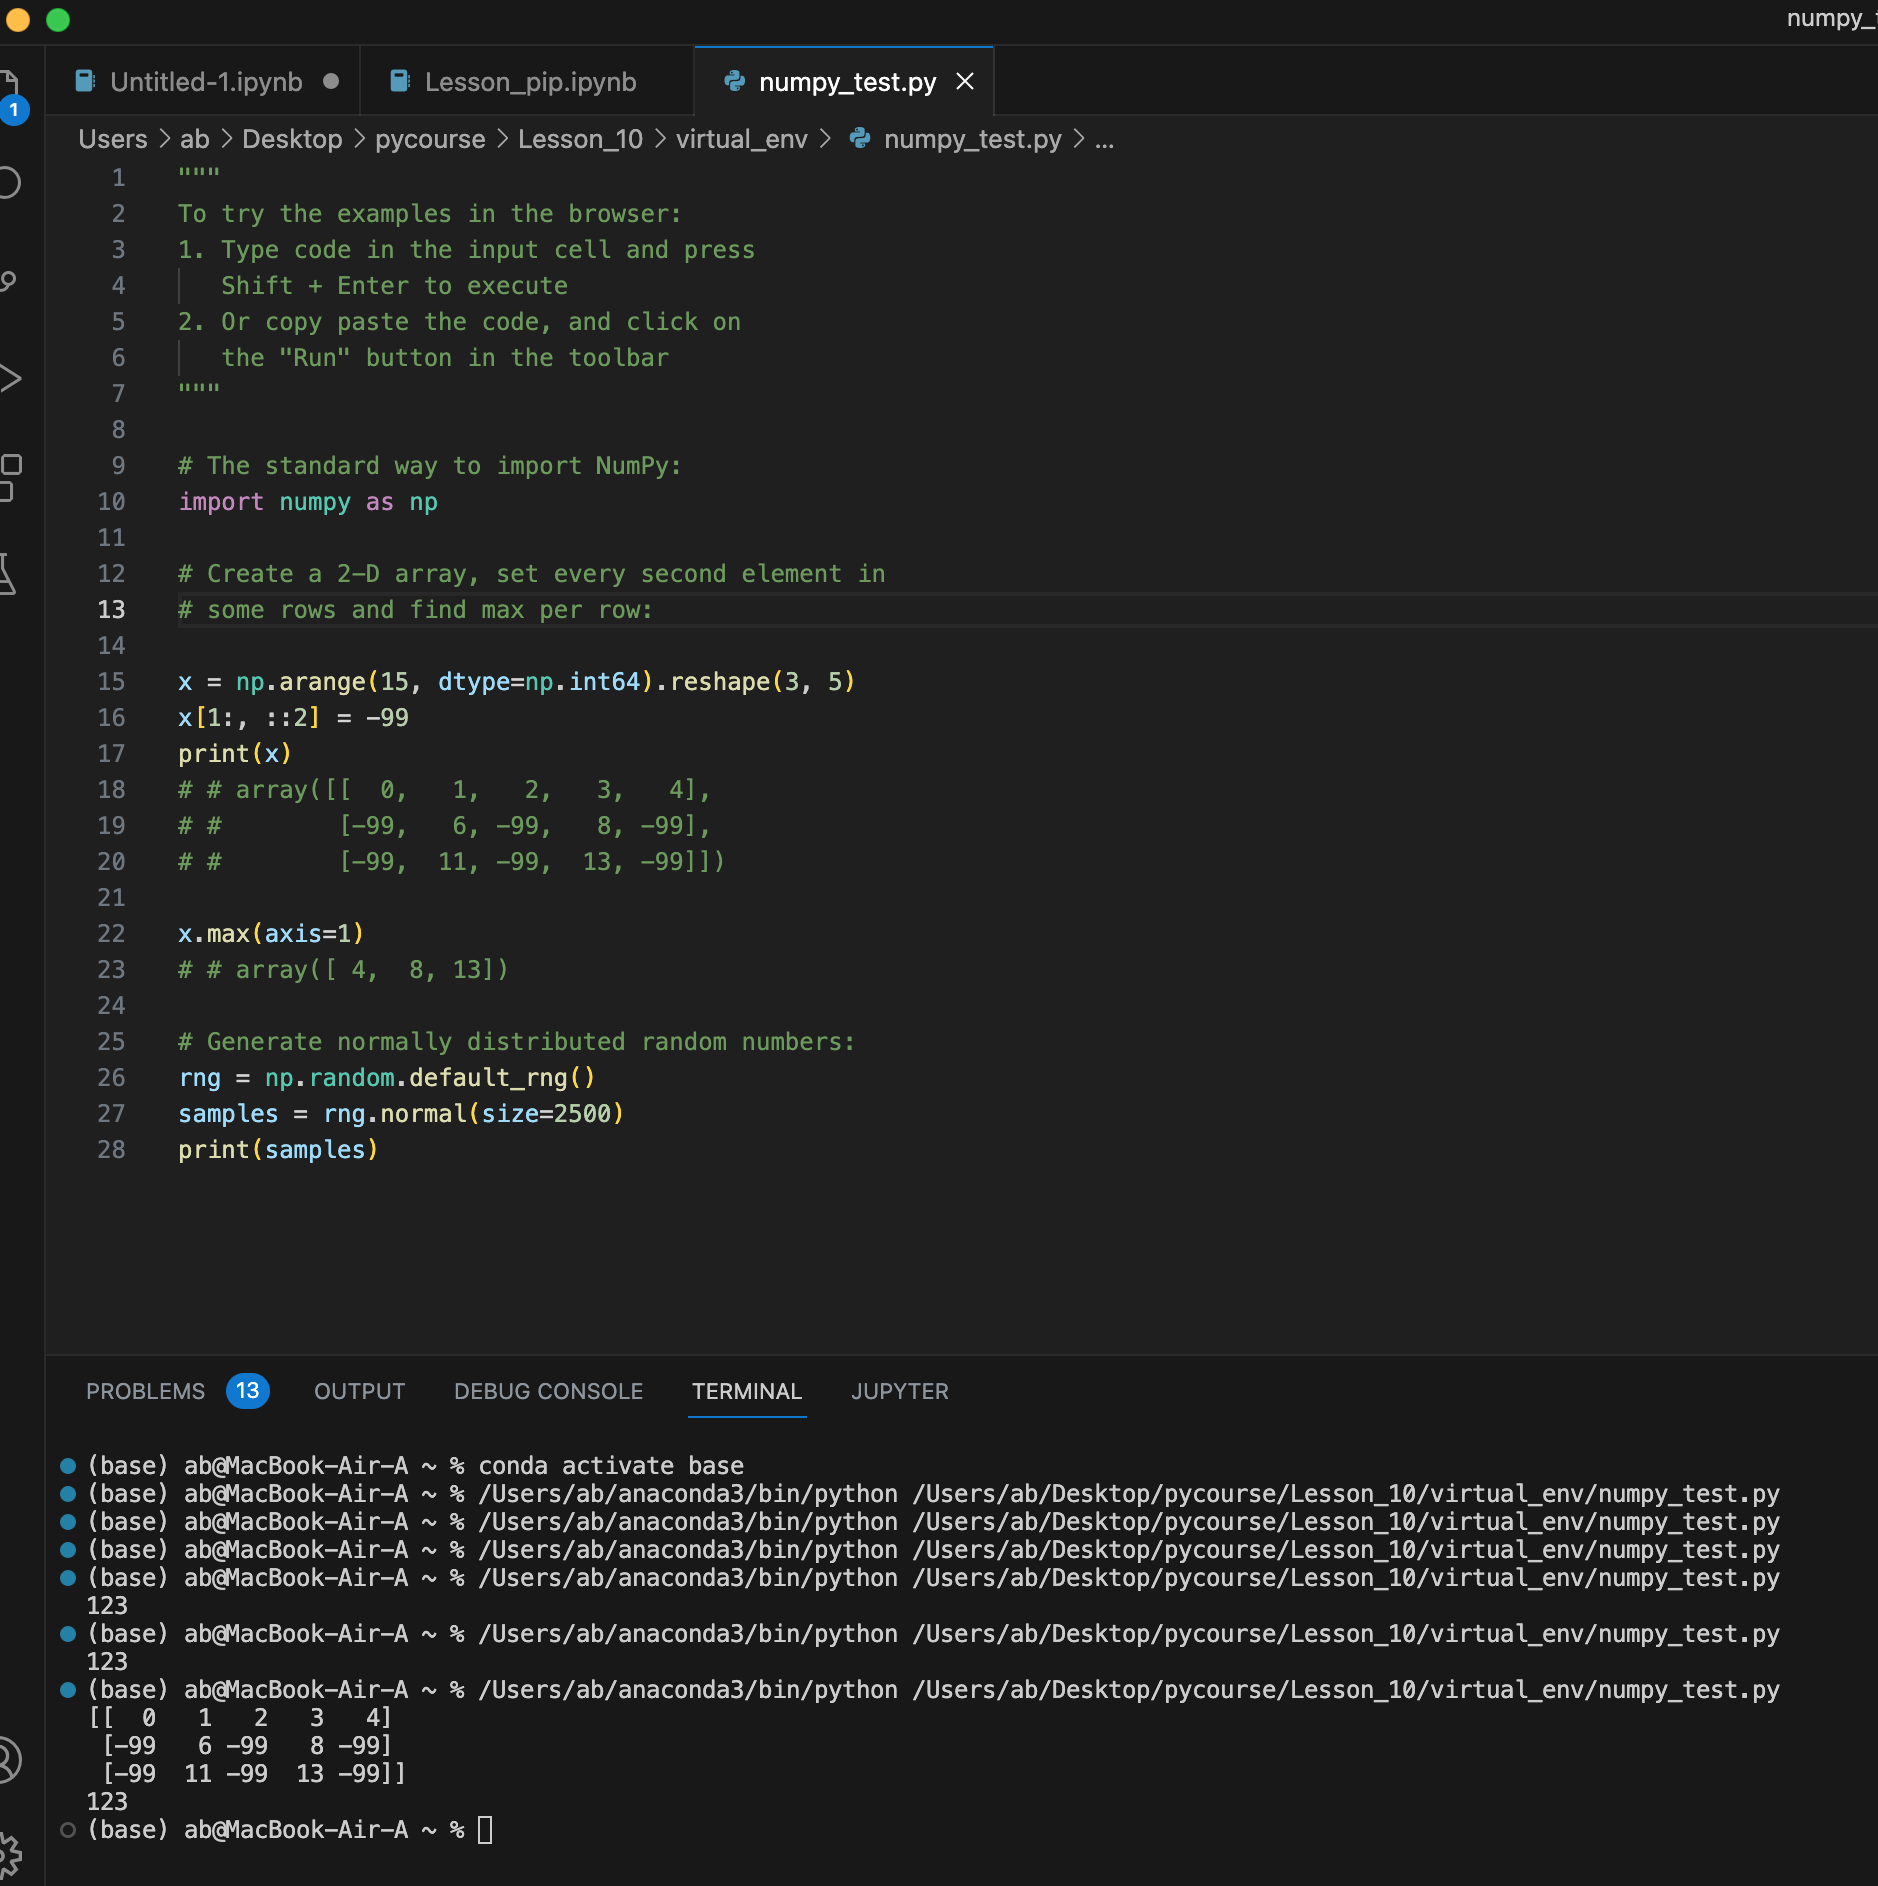 numpy_
Untitled-1.ipynb
Lesson_pip.ipynb
numpy_test.py
1
Users > ab > Desktop > pycourse > Lesson_10 > virtual_env > numpy_test.py > ...
1 """
2 To try the examples in the browser:
3 1. Type code in the input cell and press
4    Shift + Enter to execute
5 2. Or copy paste the code, and click on
6    the "Run" button in the toolbar
7 """
8
9 # The standard way to import NumPy:
10 import numpy as np
11
12 # Create a 2-D array, set every second element in
13 # some rows and find max per row:
14
15 x = np.arange(15, dtype=np.int64).reshape(3, 5)
16 x[1:, ::2] = -99
17 print(x)
18 # # array([[  0,   1,   2,   3,   4],
19 # #        [-99,   6, -99,   8, -99],
20 # #        [-99,  11, -99,  13, -99]])
21
22 x.max(axis=1)
23 # # array([ 4,  8, 13])
24
25 # Generate normally distributed random numbers:
26 rng = np.random.default_rng()
27 samples = rng.normal(size=2500)
28 print(samples)
PROBLEMS 13 OUTPUT DEBUG CONSOLE TERMINAL JUPYTER
(base) ab@MacBook-Air-A ~ % conda activate base
(base) ab@MacBook-Air-A ~ % /Users/ab/anaconda3/bin/python /Users/ab/Desktop/pycourse/Lesson_10/virtual_env/numpy_test.py
(base) ab@MacBook-Air-A ~ % /Users/ab/anaconda3/bin/python /Users/ab/Desktop/pycourse/Lesson_10/virtual_env/numpy_test.py
(base) ab@MacBook-Air-A ~ % /Users/ab/anaconda3/bin/python /Users/ab/Desktop/pycourse/Lesson_10/virtual_env/numpy_test.py
(base) ab@MacBook-Air-A ~ % /Users/ab/anaconda3/bin/python /Users/ab/Desktop/pycourse/Lesson_10/virtual_env/numpy_test.py
123
(base) ab@MacBook-Air-A ~ % /Users/ab/anaconda3/bin/python /Users/ab/Desktop/pycourse/Lesson_10/virtual_env/numpy_test.py
123
(base) ab@MacBook-Air-A ~ % /Users/ab/anaconda3/bin/python /Users/ab/Desktop/pycourse/Lesson_10/virtual_env/numpy_test.py
[[  0   1   2   3   4]
 [-99   6 -99   8 -99]
 [-99  11 -99  13 -99]]
123
(base) ab@MacBook-Air-A ~ %